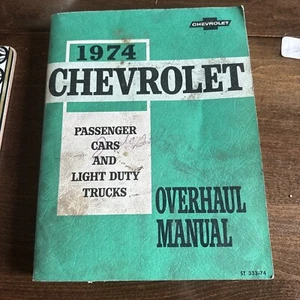 CHEVROLET
1974
CHEVROLET
PASSENGER
CARS
AND
LIGHT DUTY
TRUCKS
OVERHAUL
MANUAL
ST 333-74